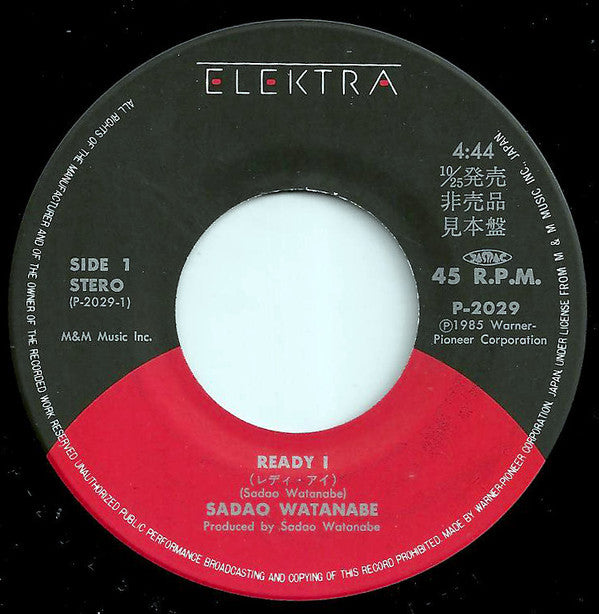 ELEKTRA
4:44
10/25発売
非売品
見本盤
SIDE 1
STERO
(P-2029-1)
M&M Music Inc.
45 R.P.M.
P-2029
Ⓟ1985 Warner-
Pioneer Corporation
READY I
(レディ・アイ)
(Sadao Watanabe)
SADAO WATANABE
Produced by Sadao Watanabe
ALL RIGHTS OF THE MANUFACTURER AND OF THE OWNER OF THE RECORDED WORK RESERVED UNAUTHORIZED PUBLIC PERFORMANCE BROADCASTING AND COPYING OF THIS RECORD PROHIBITED. MADE BY WARNER-PIONEER CORPORATION, JAPAN UNDER LICENSE FROM M & M MUSIC INC, JAPAN